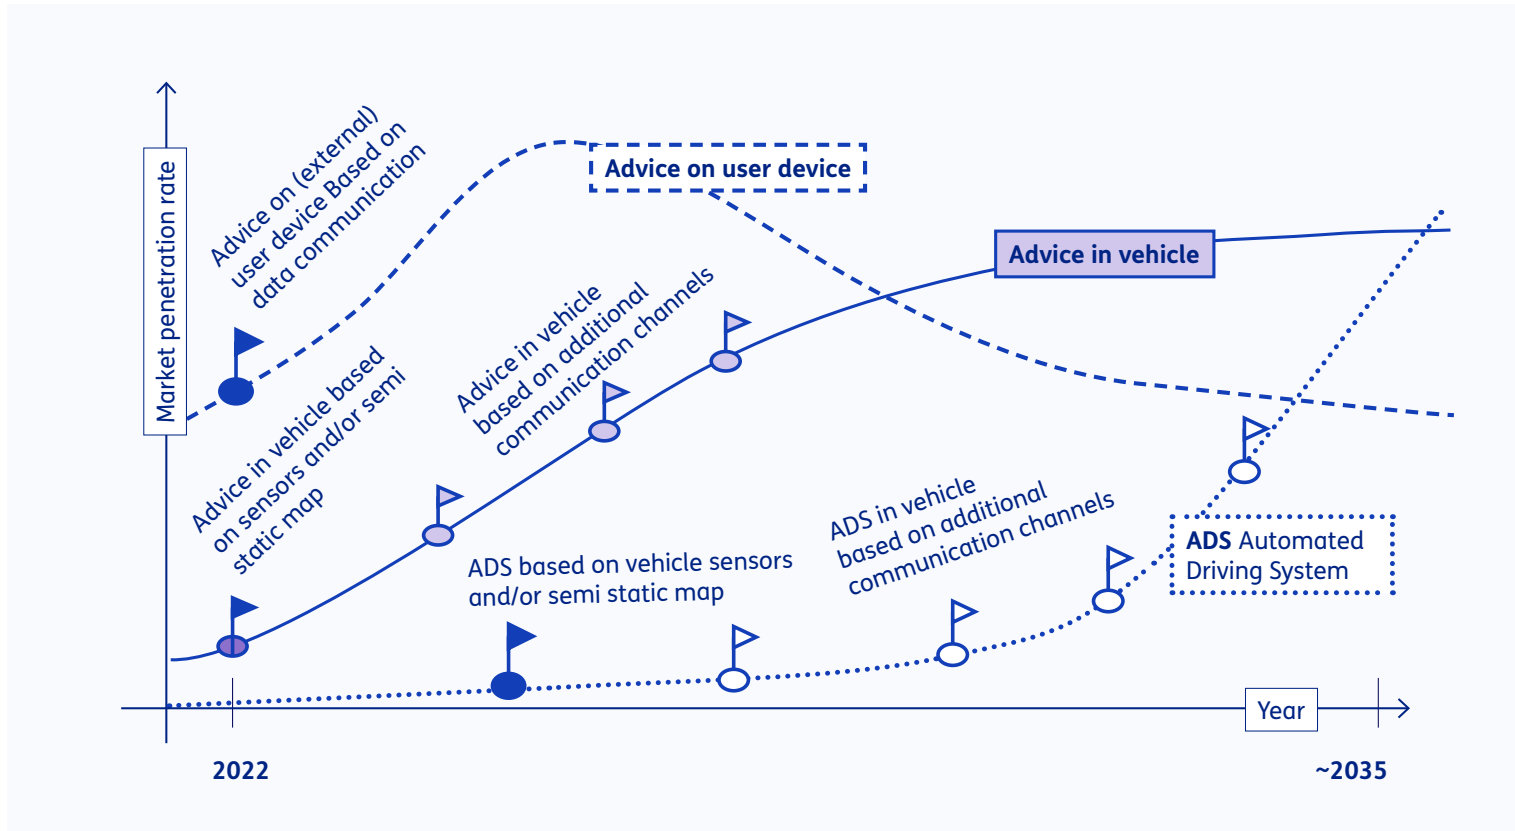 Market penetration rate
Advice on (external)
user device Based on
data communication
Advice on user device
Advice in vehicle
Advice in vehicle based
on sensors and/or semi
static map
Advice in vehicle
based on additional
communication channels
ADS based on vehicle sensors
and/or semi static map
ADS in vehicle
based on additional
communication channels
ADS Automated
Driving System
Year
2022
~2035